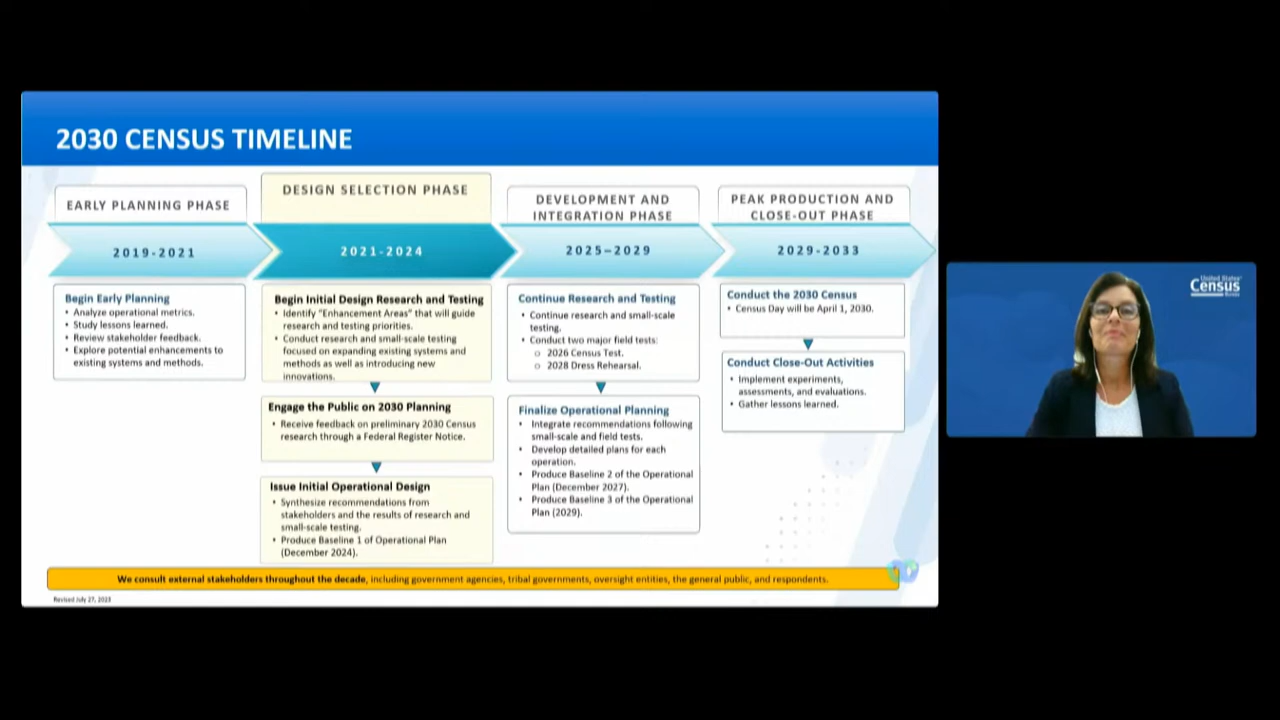 2030 CENSUS TIMELINE
EARLY PLANNING PHASE
2019-2021
Begin Early Planning
• Analyze operational metrics.
• Study lessons learned.
• Review stakeholder feedback.
• Explore potential enhancements to
existing systems and methods.
DESIGN SELECTION PHASE
2021-2024
Begin Initial Design Research and Testing
• Identify “Enhancement Areas” that will guide
research and testing priorities.
• Conduct research and small-scale testing
focused on expanding existing systems and
methods as well as introducing new
innovations.
Engage the Public on 2030 Planning
• Receive feedback on preliminary 2030 Census
research through a Federal Register Notice.
Issue Initial Operational Design
• Synthesize recommendations from
stakeholders and the results of research and
small-scale testing.
• Produce Baseline 1 of Operational Plan
(December 2024).
DEVELOPMENT AND
INTEGRATION PHASE
2025–2029
Continue Research and Testing
• Continue research and small-scale
testing.
• Conduct two major field tests:
o 2026 Census Test.
o 2028 Dress Rehearsal.
Finalize Operational Planning
• Integrate recommendations following
small-scale and field tests.
• Develop detailed plans for each
operation.
• Produce Baseline 2 of the Operational
Plan (December 2027).
• Produce Baseline 3 of the Operational
Plan (2029).
PEAK PRODUCTION AND
CLOSE-OUT PHASE
2029-2033
Conduct the 2030 Census
• Census Day will be April 1, 2030.
Conduct Close-Out Activities
• Implement experiments,
assessments, and evaluations.
• Gather lessons learned.
We consult external stakeholders throughout the decade, including government agencies, tribal governments, oversight entities, the general public, and respondents.
Revised July 27, 2023
United States
Census
Bureau